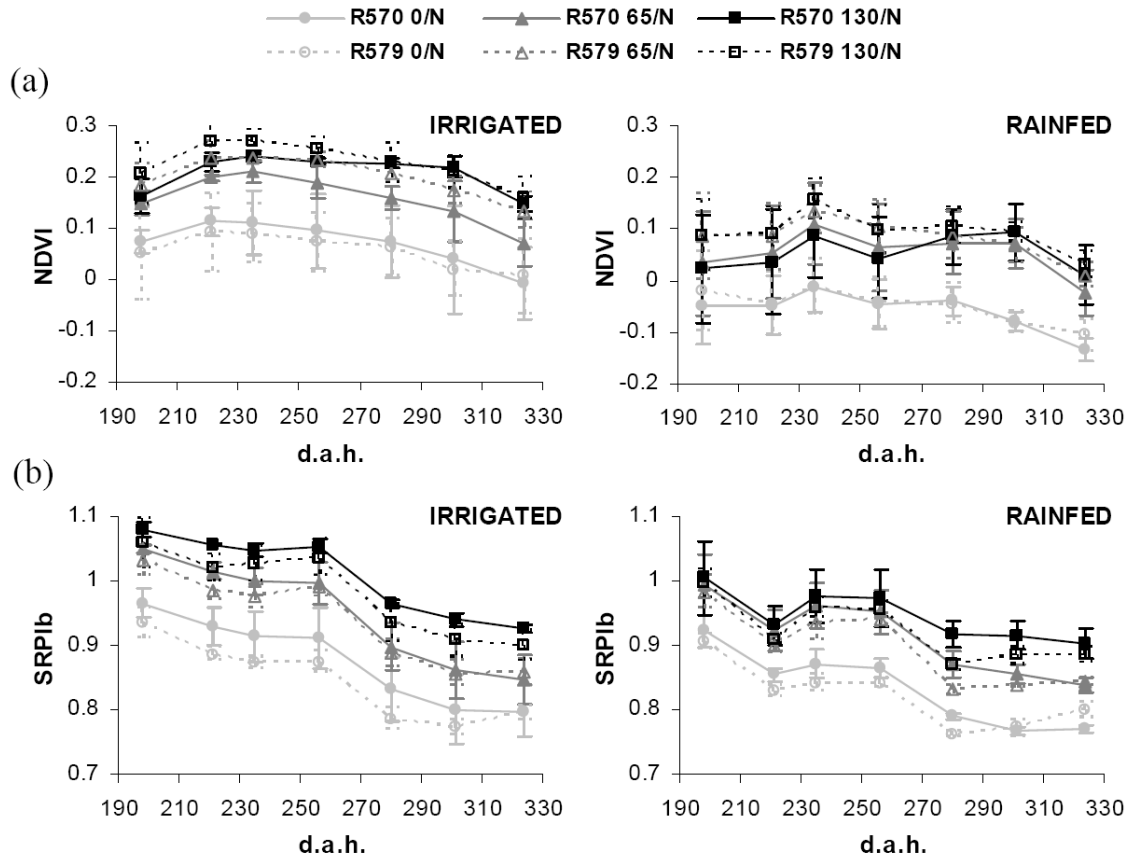 R570 0/N R570 65/N R570 130/N
R579 0/N R579 65/N R579 130/N
(a)
IRRIGATED
NDVI
0.3
0.2
0.1
0
-0.1
-0.2
190 210 230 250 270 290 310 330
d.a.h.
RAINFED
NDVI
0.3
0.2
0.1
0
-0.1
-0.2
190 210 230 250 270 290 310 330
d.a.h.
(b)
IRRIGATED
SRPIb
1.1
1
0.9
0.8
0.7
190 210 230 250 270 290 310 330
d.a.h.
RAINFED
SRPIb
1.1
1
0.9
0.8
0.7
190 210 230 250 270 290 310 330
d.a.h.